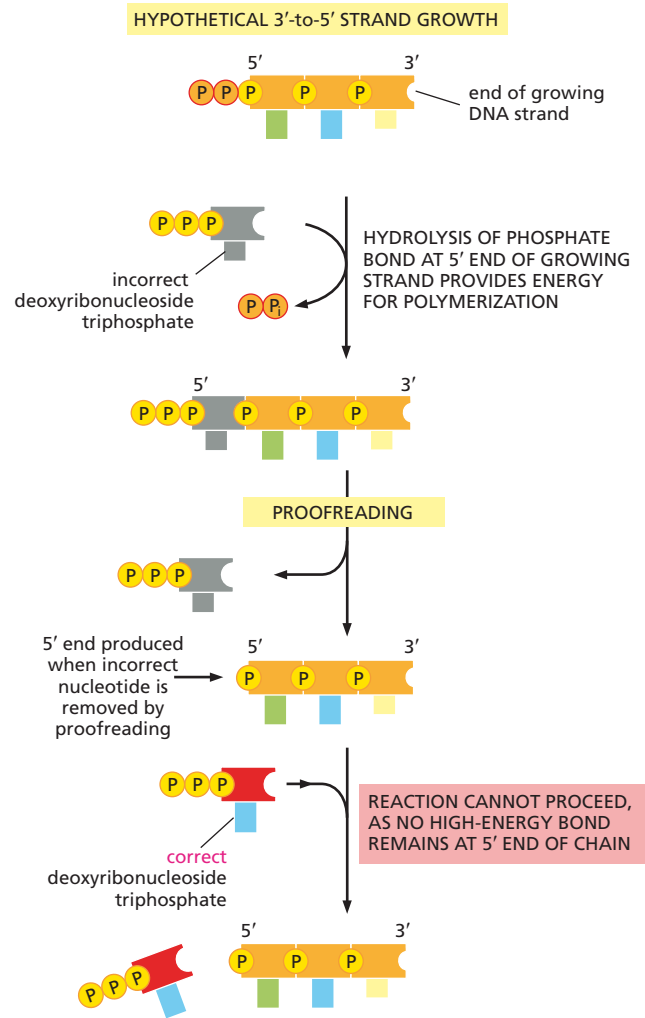 HYPOTHETICAL 3′-to-5′ STRAND GROWTH
5′ 3′
P P P P P
end of growing
DNA strand
P P P
incorrect
deoxyribonucleoside
triphosphate
HYDROLYSIS OF PHOSPHATE
BOND AT 5′ END OF GROWING
STRAND PROVIDES ENERGY
FOR POLYMERIZATION
P Pi
5′ 3′
P P P P P P
PROOFREADING
P P P
5′ end produced
when incorrect
nucleotide is
removed by
proofreading
5′ 3′
P P P
P P P
correct
deoxyribonucleoside
triphosphate
REACTION CANNOT PROCEED,
AS NO HIGH-ENERGY BOND
REMAINS AT 5′ END OF CHAIN
5′ 3′
P P P
P P P